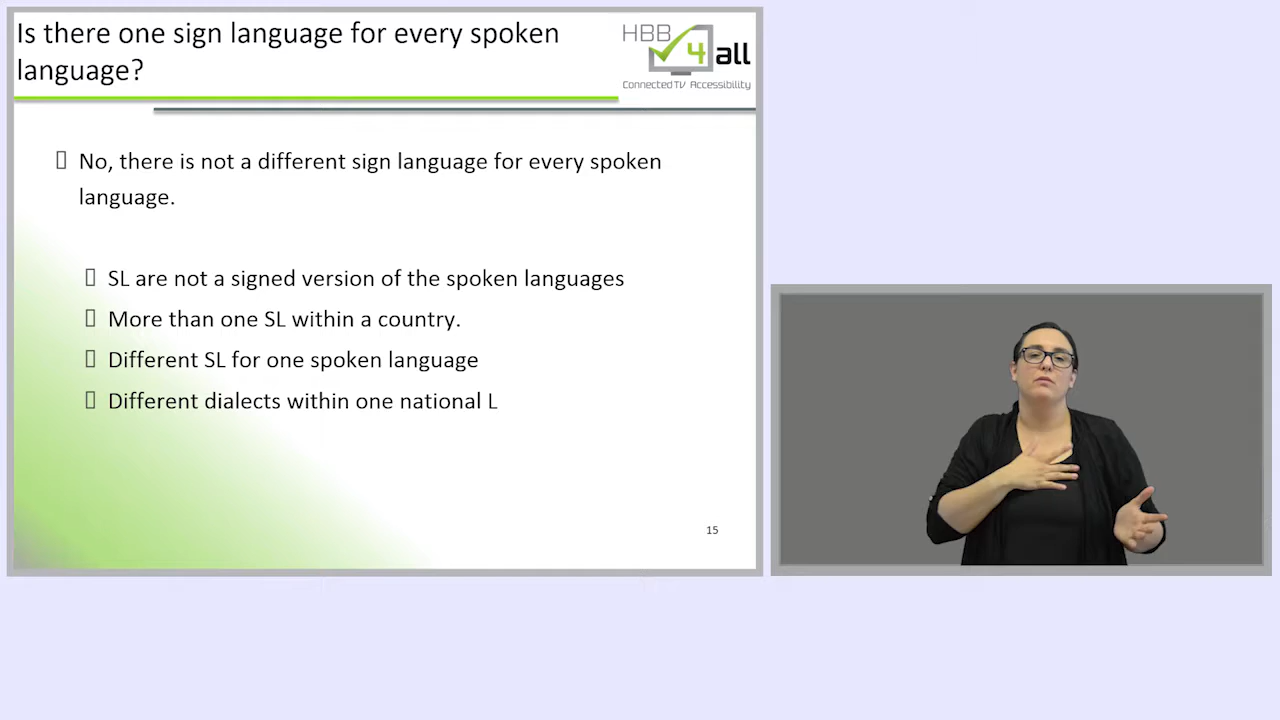 Is there one sign language for every spoken
language?
HBB
4 all
Connected TV Accessibility
No, there is not a different sign language for every spoken
language.
SL are not a signed version of the spoken languages
More than one SL within a country.
Different SL for one spoken language
Different dialects within one national L
15